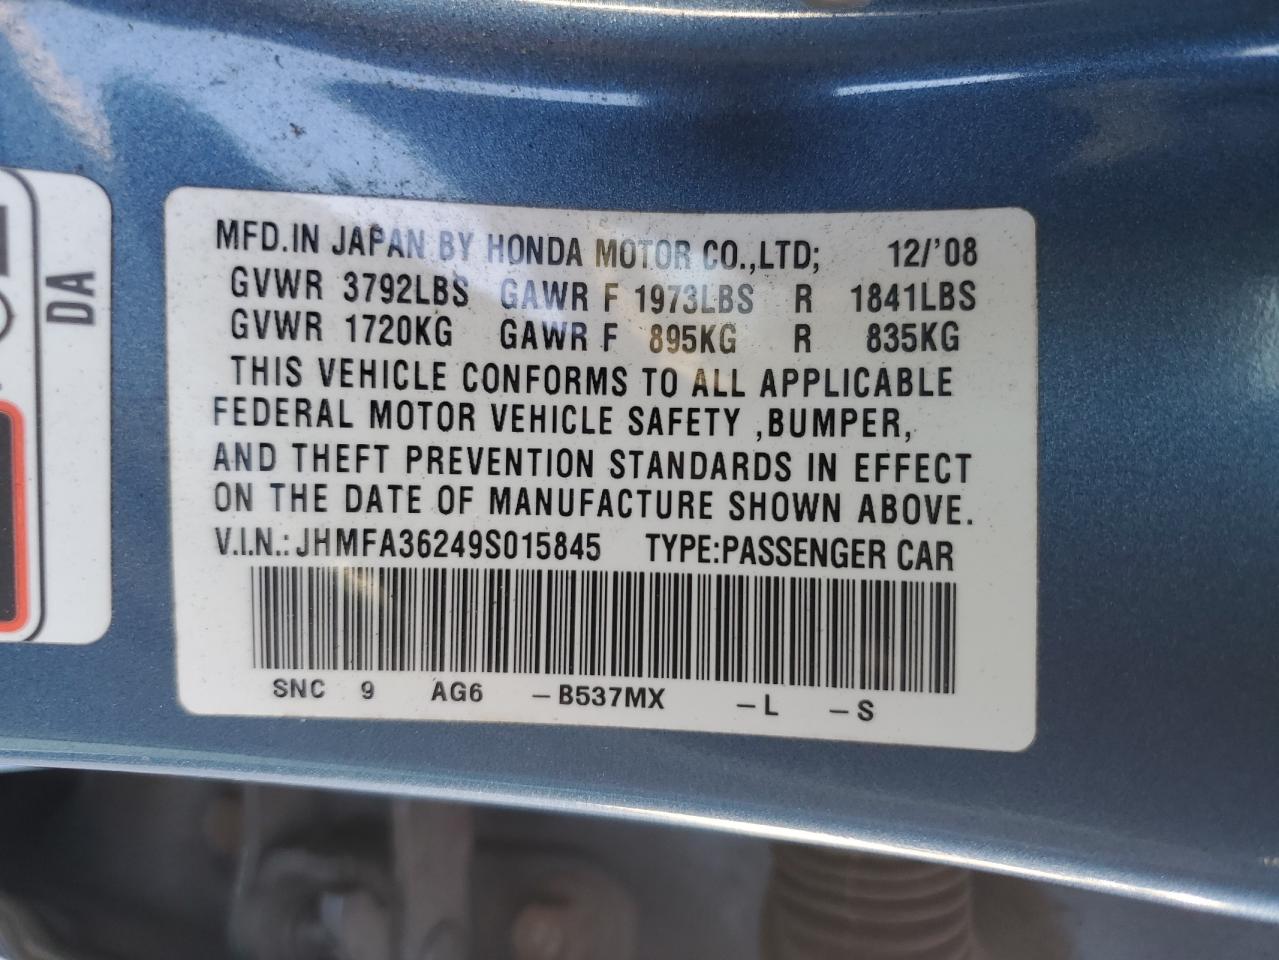 MFD.IN JAPAN BY HONDA MOTOR CO.,LTD; 12/'08
GVWR 3792LBS GAWR F 1973LBS R 1841LBS
GVWR 1720KG GAWR F 895KG R 835KG
THIS VEHICLE CONFORMS TO ALL APPLICABLE
FEDERAL MOTOR VEHICLE SAFETY ,BUMPER,
AND THEFT PREVENTION STANDARDS IN EFFECT
ON THE DATE OF MANUFACTURE SHOWN ABOVE.
V.I.N.: JHMFA36249S015845 TYPE:PASSENGER CAR
SNC 9 AG6 –B537MX –L –S
DA